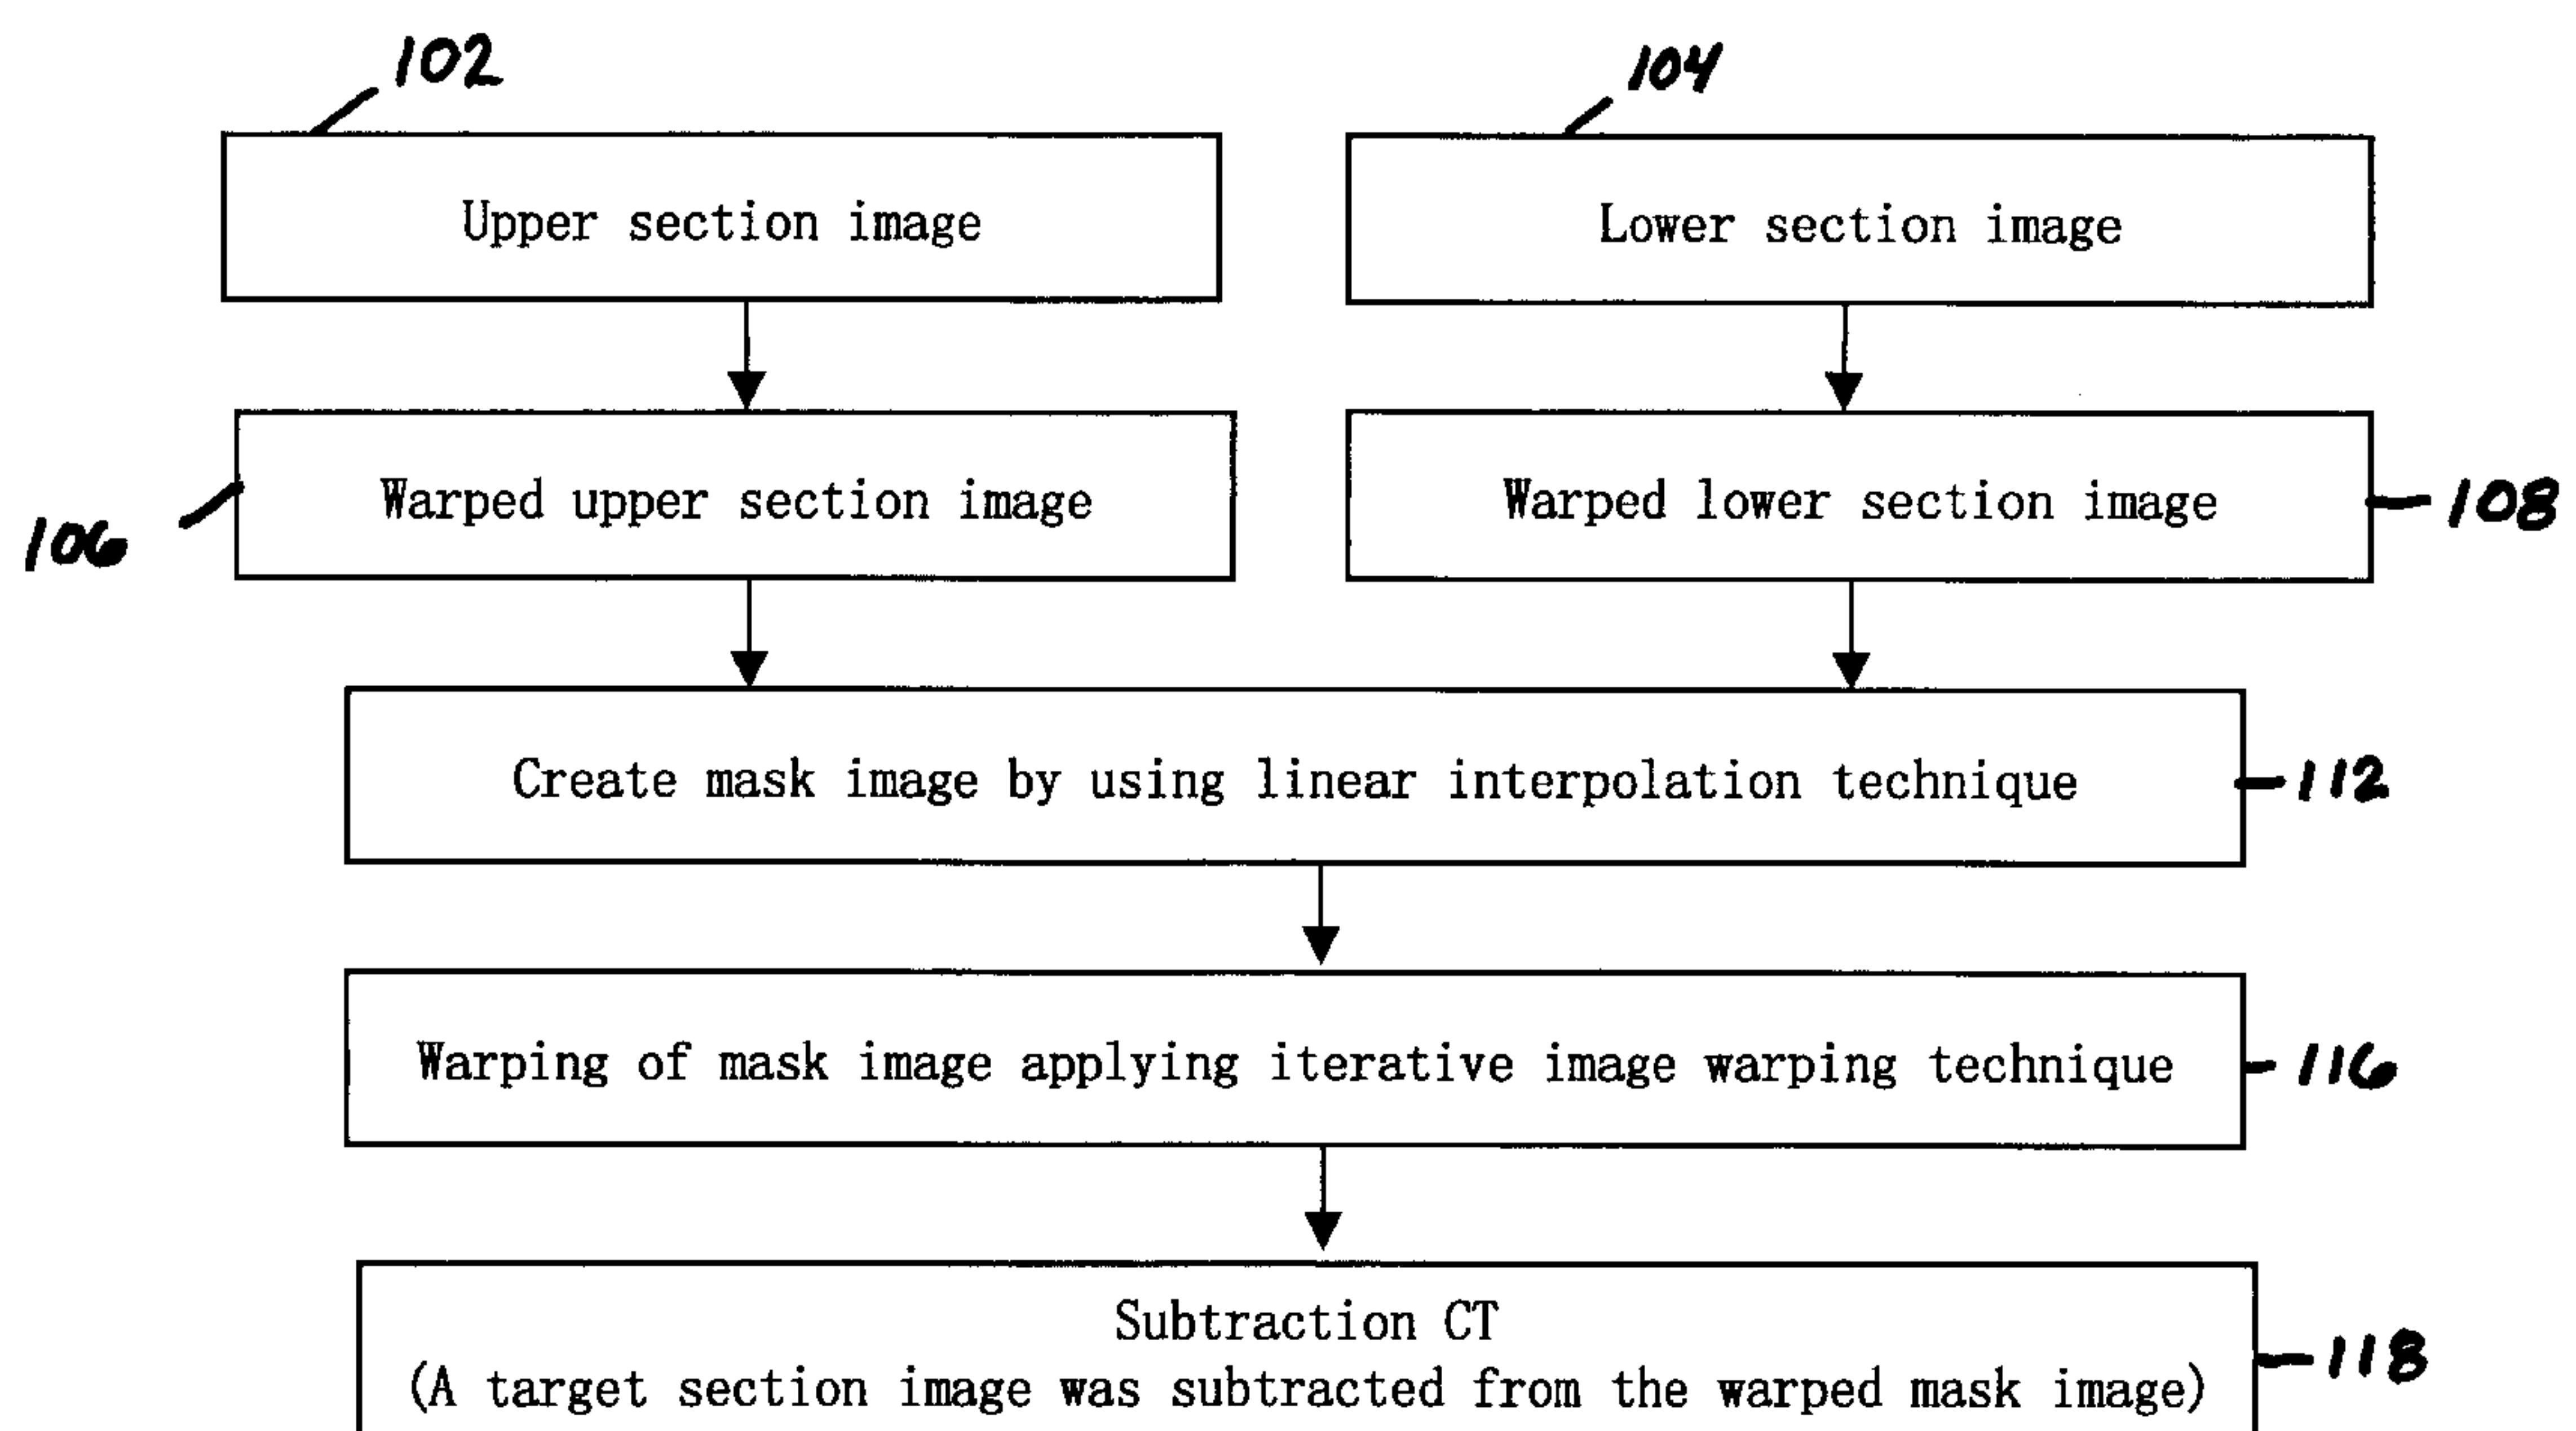 102
104
Upper section image
Lower section image
Warped upper section image
Warped lower section image
106
108
Create mask image by using linear interpolation technique
112
Warping of mask image applying iterative image warping technique
116
Subtraction CT
(A target section image was subtracted from the warped mask image)
118